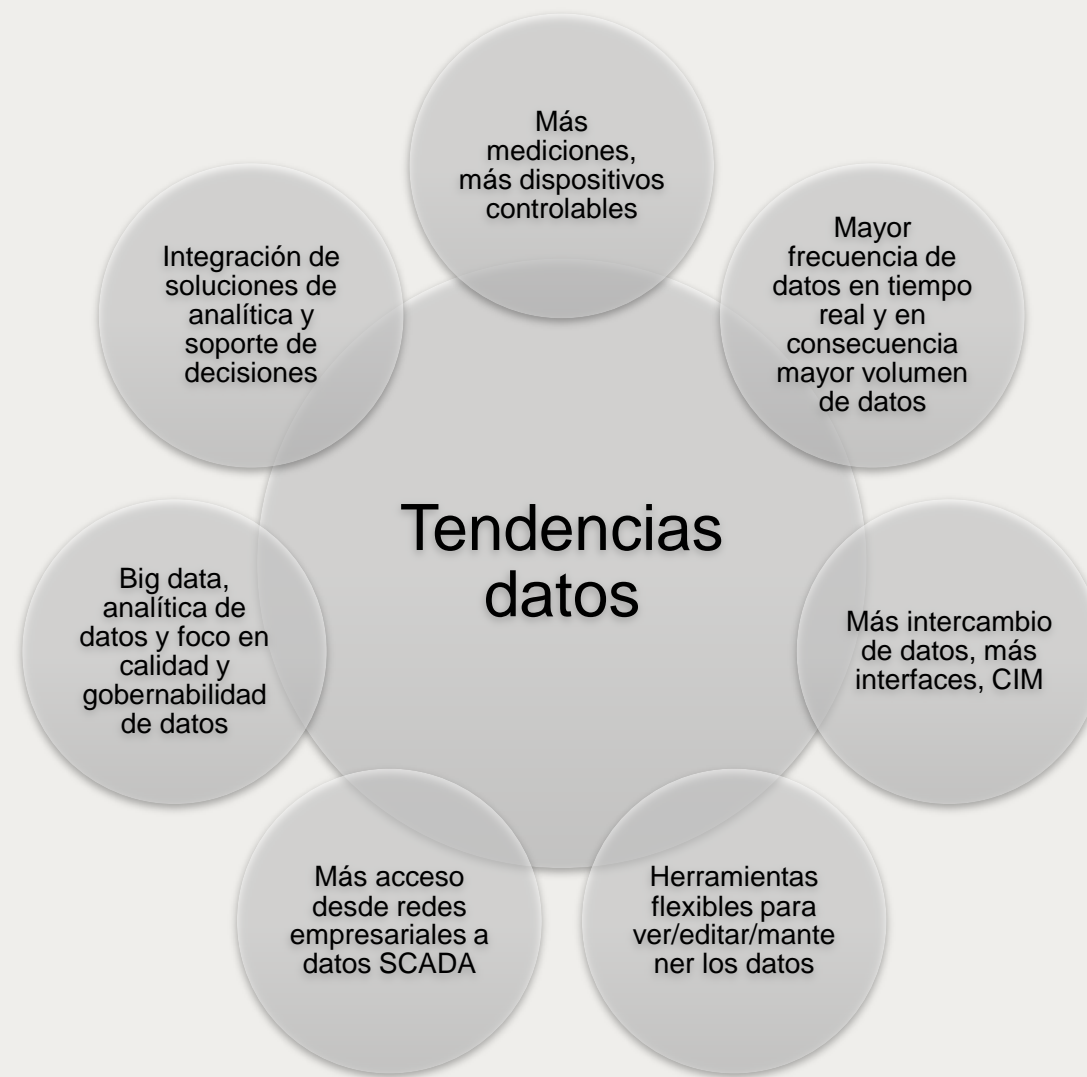 Más
mediciones,
más dispositivos
controlables
Mayor
frecuencia de
datos en tiempo
real y en
consecuencia
mayor volumen
de datos
Más intercambio
de datos, más
interfaces, CIM
Herramientas
flexibles para
ver/editar/mante
ner los datos
Más acceso
desde redes
empresariales a
datos SCADA
Big data,
analítica de
datos y foco en
calidad y
gobernabilidad
de datos
Integración de
soluciones de
analítica y
soporte de
decisiones
Tendencias
datos